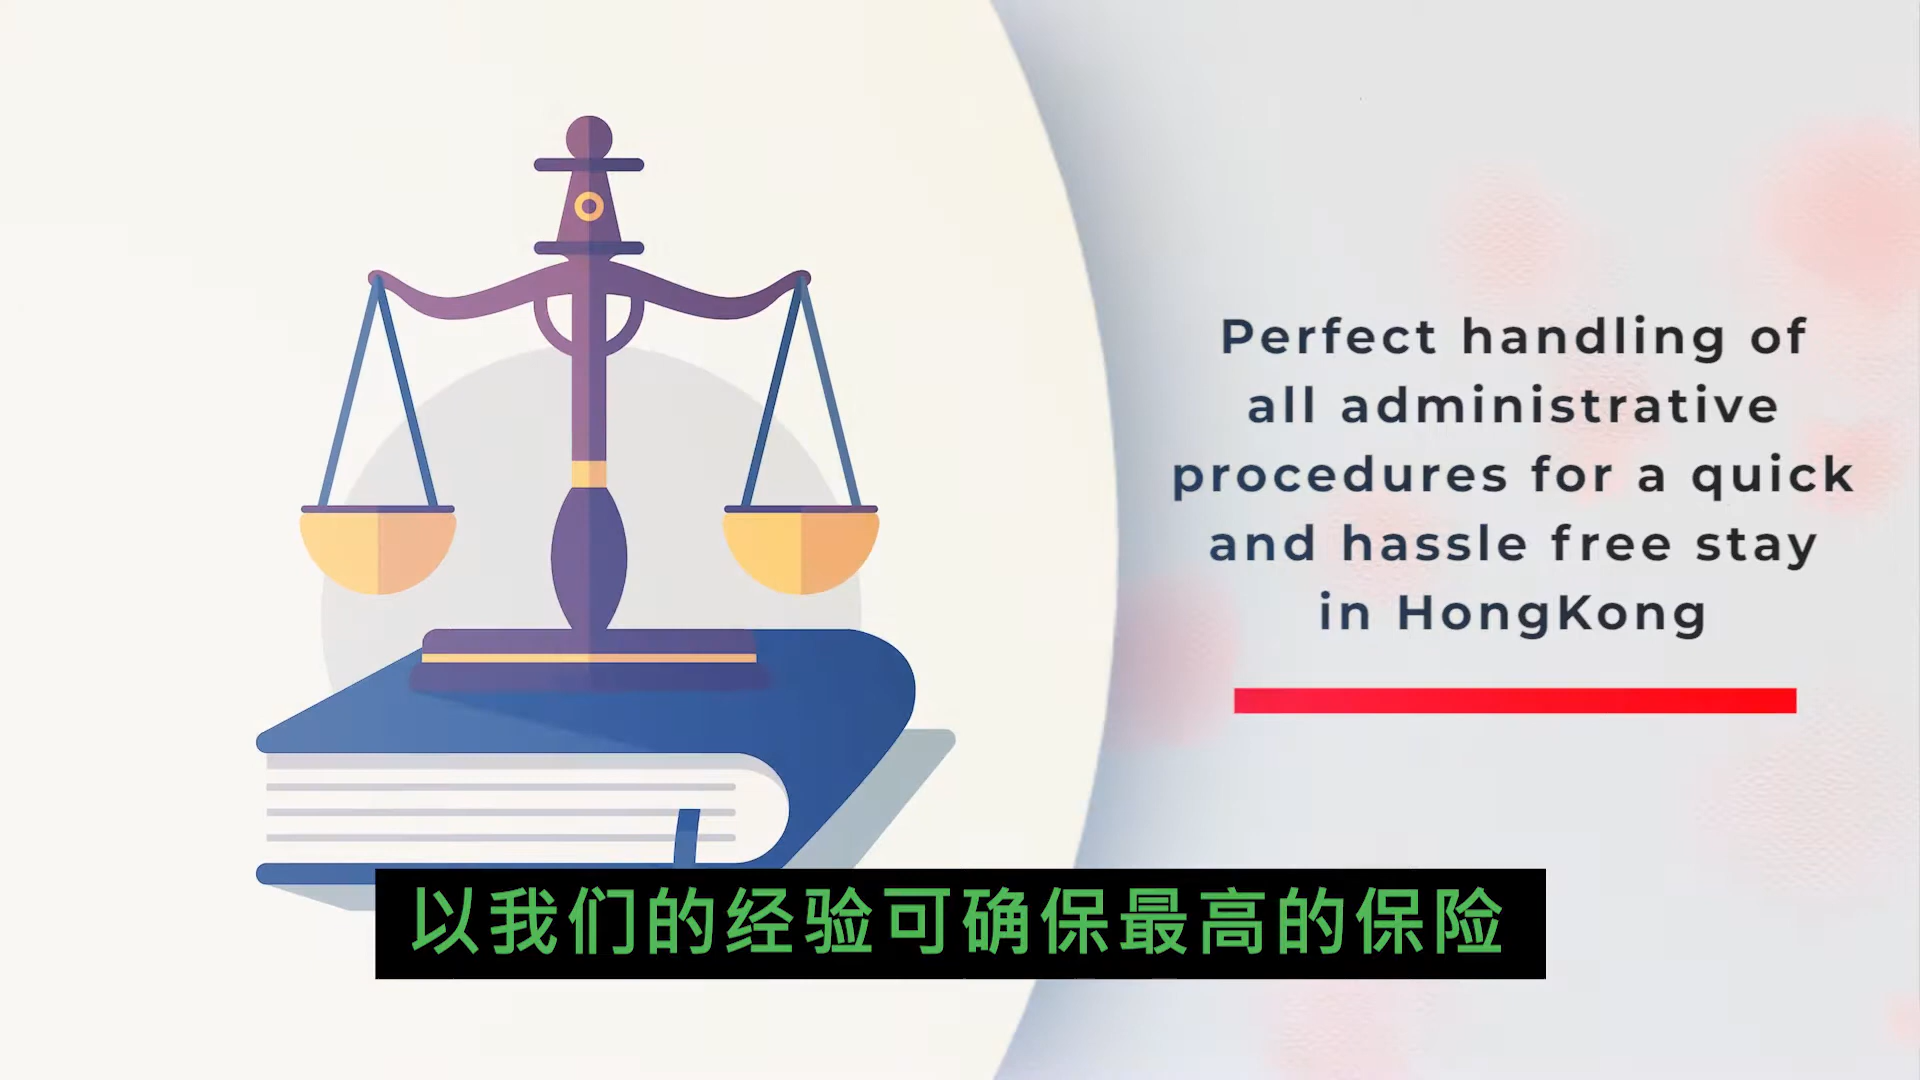 Perfect handling of
all administrative
procedures for a quick
and hassle free stay
in HongKong
以我们的经验可确保最高的保险